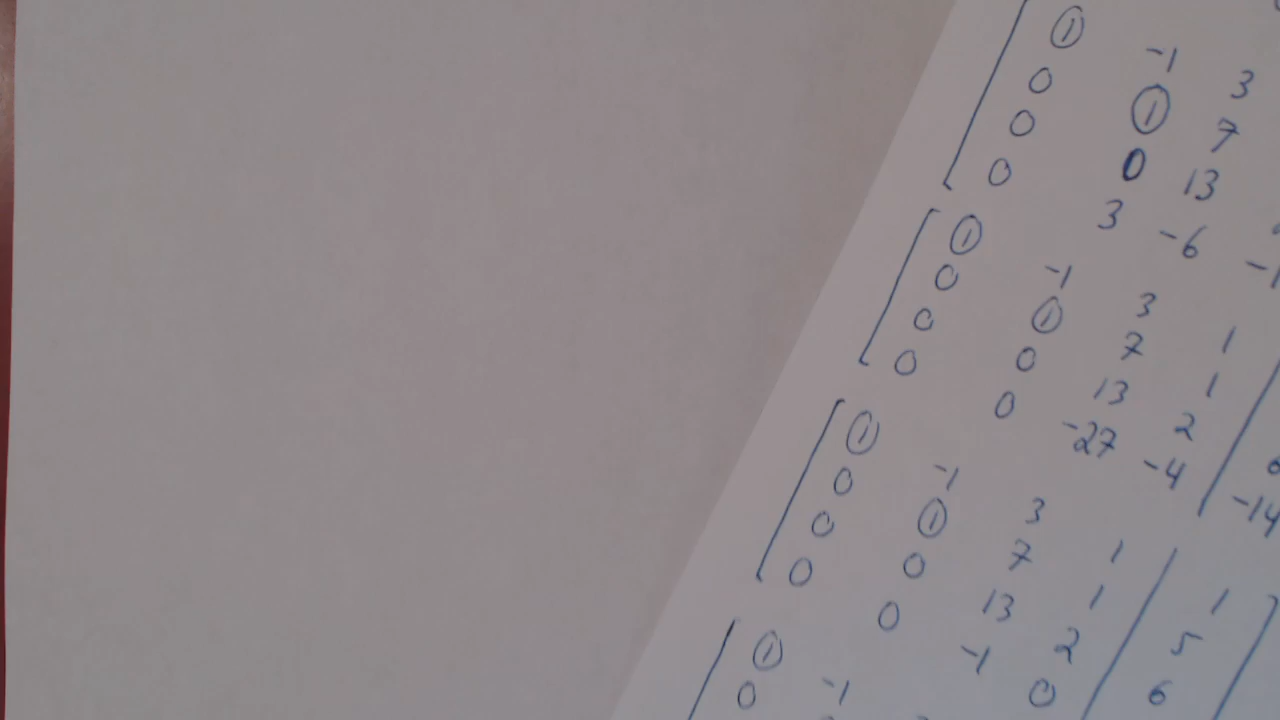 [ 1 -1 3
0 1 7
0 0 13
0 3 -6
[ 1 -1 3 1
0 1 7 1
0 0 13 2 |
0 0 -27 -4 | -14
[ 1 -1 3 1 | 1 ]
0 1 7 1 | 5
0 0 13 2 | 6
0 0 -1 0
[ 1 -1
0